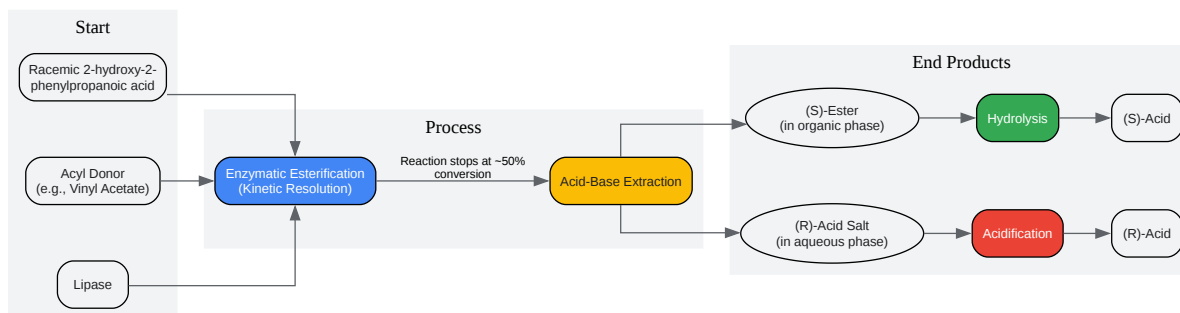 Start
Racemic 2-hydroxy-2-
phenylpropanoic acid
Acyl Donor
(e.g., Vinyl Acetate)
Lipase
Process
Enzymatic Esterification
(Kinetic Resolution)
Reaction stops at ~50%
conversion
Acid-Base Extraction
End Products
(S)-Ester
(in organic phase)
Hydrolysis
(S)-Acid
(R)-Acid Salt
(in aqueous phase)
Acidification
(R)-Acid